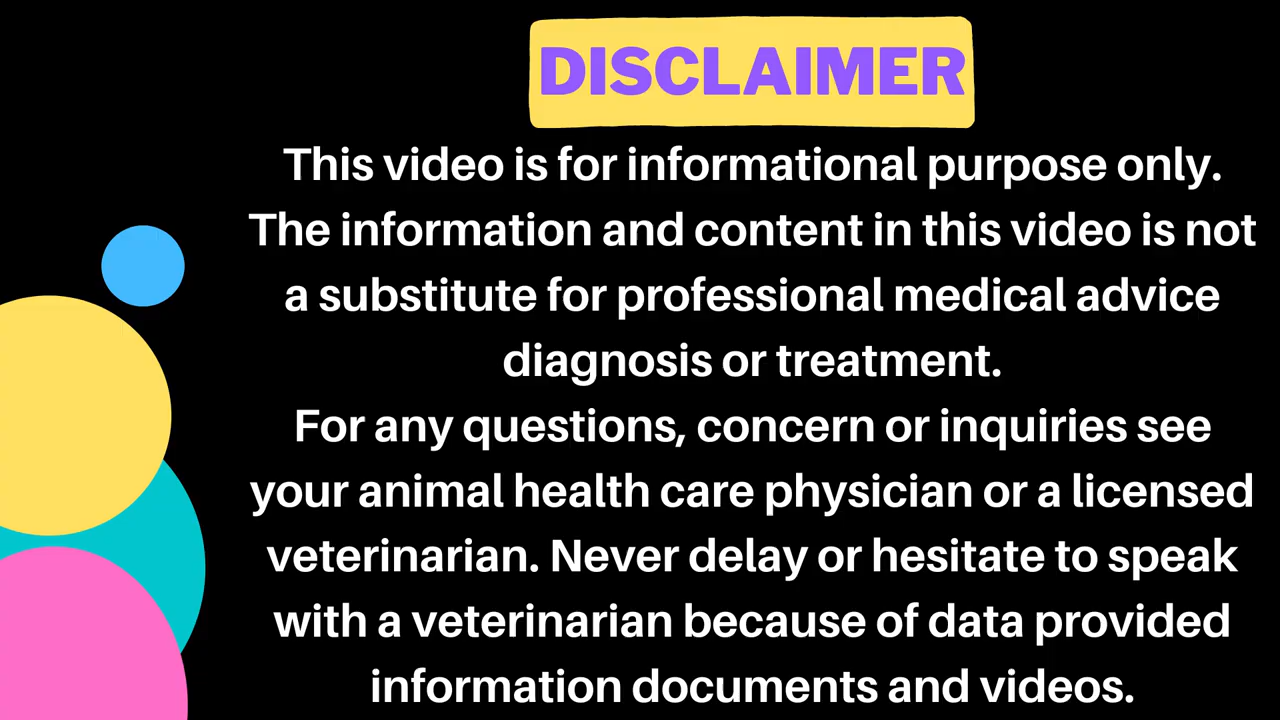 DISCLAIMER
This video is for informational purpose only.
The information and content in this video is not
a substitute for professional medical advice
diagnosis or treatment.
For any questions, concern or inquiries see
your animal health care physician or a licensed
veterinarian. Never delay or hesitate to speak
with a veterinarian because of data provided
information documents and videos.